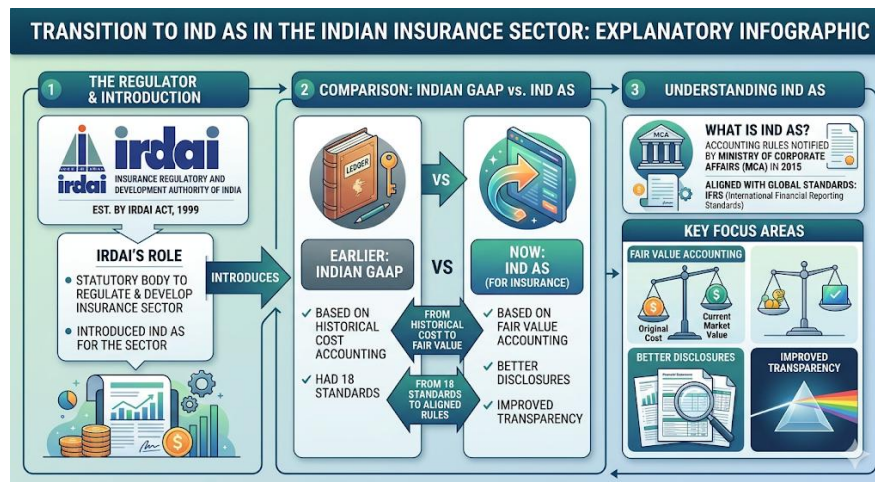 TRANSITION TO IND AS IN THE INDIAN INSURANCE SECTOR: EXPLANATORY INFOGRAPHIC
1 THE REGULATOR
& INTRODUCTION
irdai
irdai
INSURANCE REGULATORY AND
DEVELOPMENT AUTHORITY OF INDIA
EST. BY IRDAI ACT, 1999
IRDAI'S ROLE
• STATUTORY BODY TO
REGULATE & DEVELOP
INSURANCE SECTOR
• INTRODUCED IND AS
FOR THE SECTOR
$
INTRODUCES
2 COMPARISON: INDIAN GAAP vs. IND AS
LEDGER
VS
EARLIER:
INDIAN GAAP
VS
NOW:
IND AS
(FOR INSURANCE)
✓ BASED ON
HISTORICAL
COST
ACCOUNTING
✓ HAD 18
STANDARDS
FROM
HISTORICAL
COST TO
FAIR VALUE
FROM 18
STANDARDS
TO ALIGNED
RULES
✓ BASED ON
FAIR VALUE
ACCOUNTING
✓ BETTER
DISCLOSURES
✓ IMPROVED
TRANSPARENCY
3 UNDERSTANDING IND AS
MCA
WHAT IS IND AS?
ACCOUNTING RULES NOTIFIED
BY MINISTRY OF CORPORATE
AFFAIRS (MCA) IN 2015
ALIGNED WITH GLOBAL STANDARDS:
IFRS (International Financial Reporting
Standards)
KEY FOCUS AREAS
FAIR VALUE ACCOUNTING
$
$
Original
Cost
Current
Market
Value
BETTER DISCLOSURES
IMPROVED
TRANSPARENCY